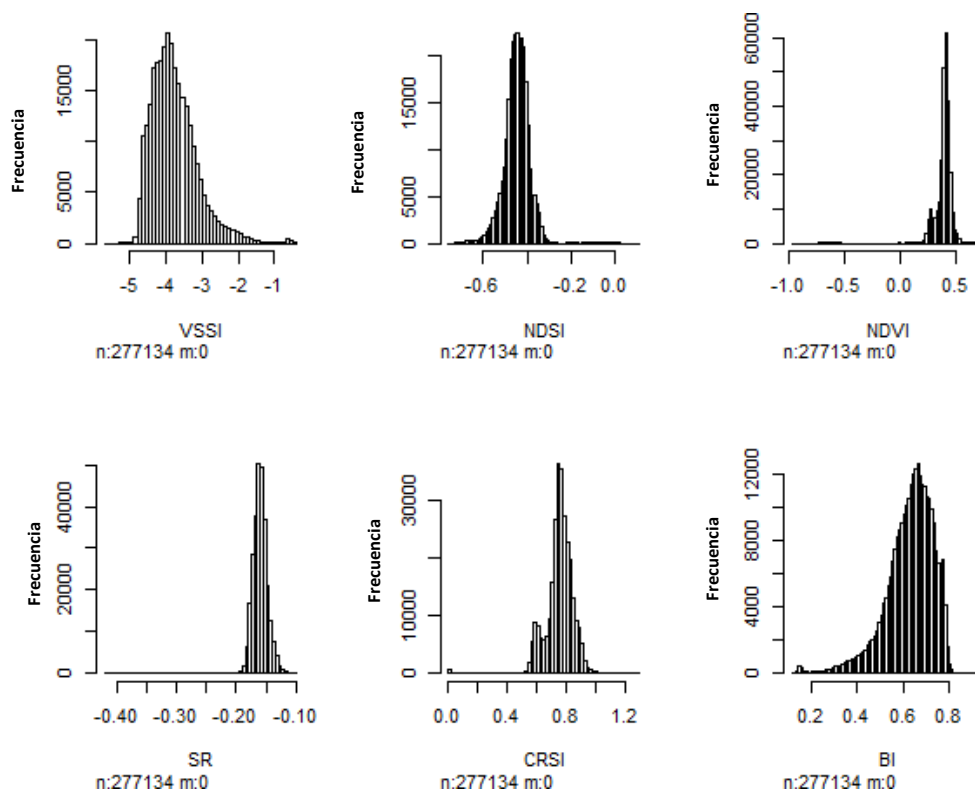 Frecuencia
0 5000 15000
-5 -4 -3 -2 -1
VSSI
n:277134 m:0
Frecuencia
0 5000 15000
-0.6 -0.2 0.0
NDSI
n:277134 m:0
Frecuencia
0 20000 40000 60000
-1.0 -0.5 0.0 0.5
NDVI
n:277134 m:0
Frecuencia
0 20000 40000
-0.40 -0.30 -0.20 -0.10
SR
n:277134 m:0
Frecuencia
0 10000 30000
0.0 0.4 0.8 1.2
CRSI
n:277134 m:0
Frecuencia
0 4000 8000 12000
0.2 0.4 0.6 0.8
BI
n:277134 m:0